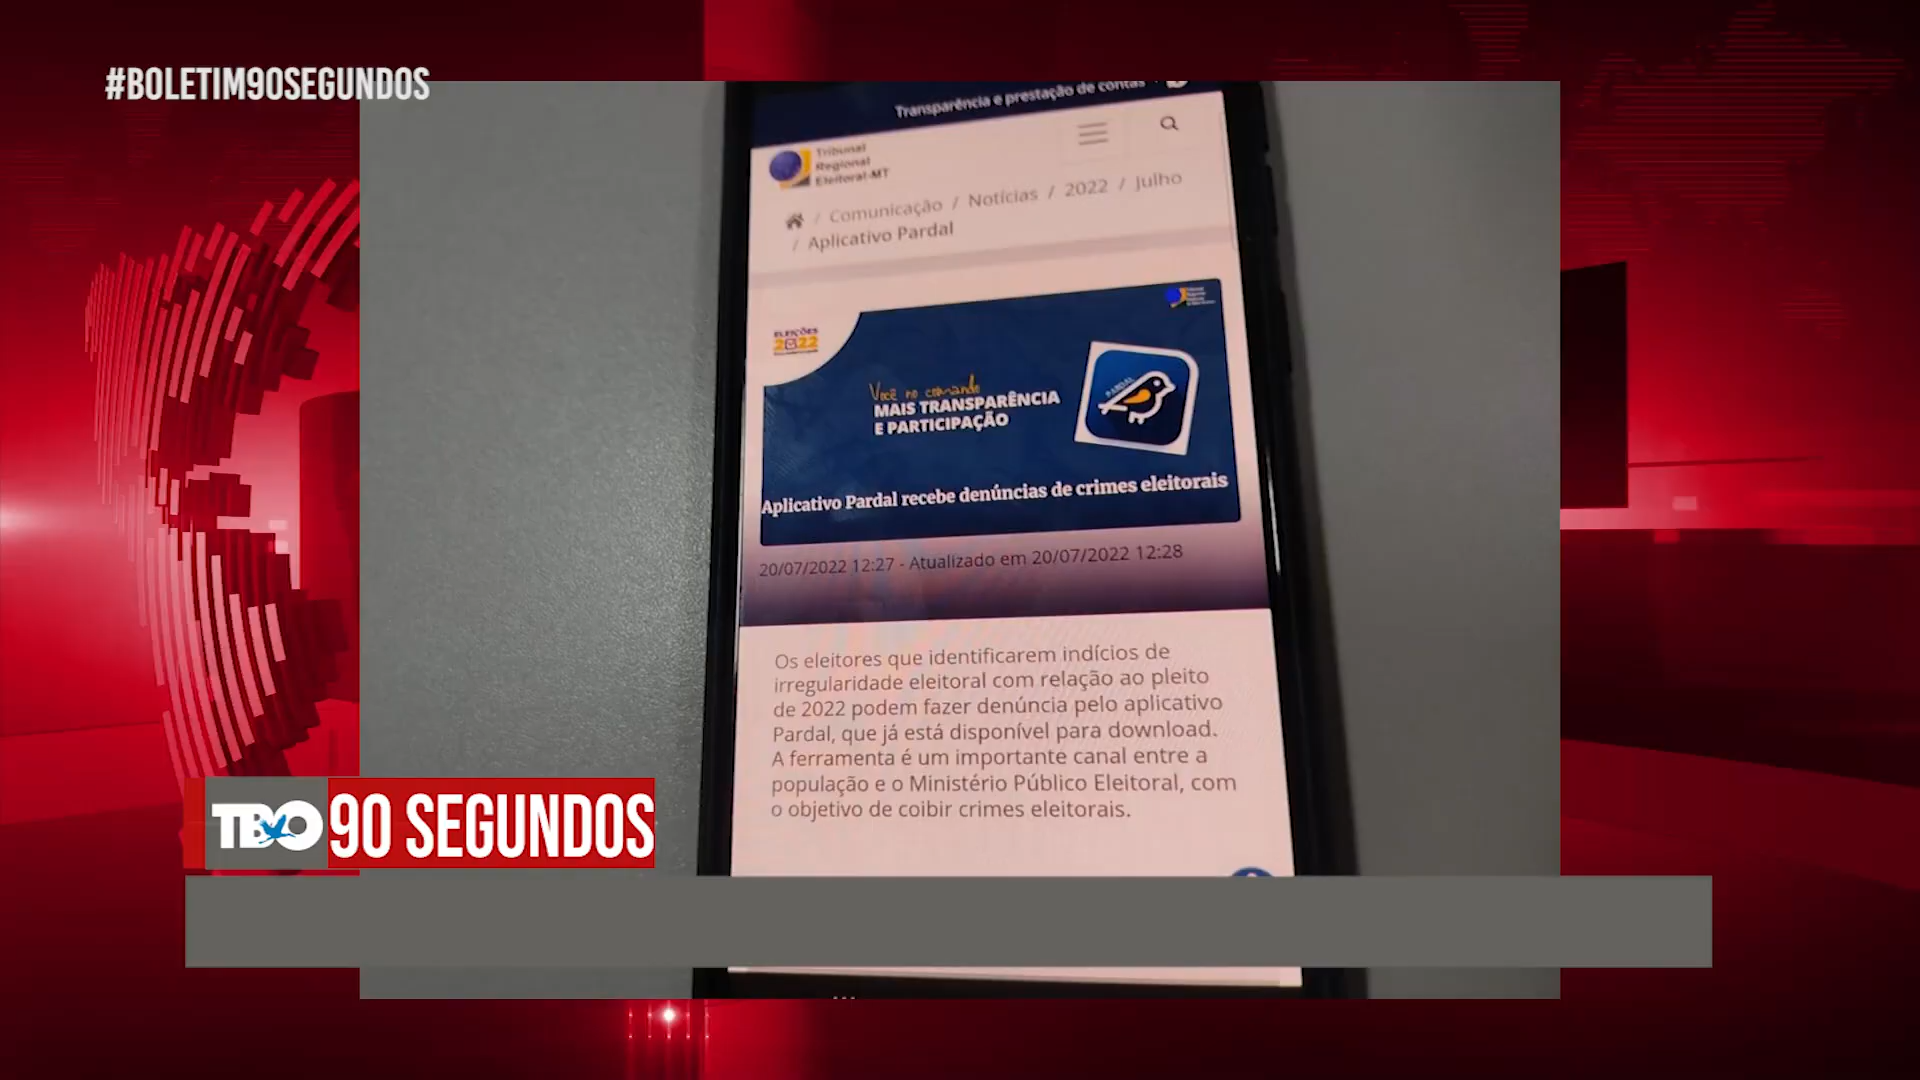 #BOLETIM90SEGUNDOS
Transparência e prestação de contas
Tribunal
Regional
Eleitoral-MT
/ Comunicação / Notícias / 2022 / Julho
/ Aplicativo Pardal
ELEIÇÕES
2022
Você no comando
MAIS TRANSPARÊNCIA
E PARTICIPAÇÃO
PARDAL
Aplicativo Pardal recebe denúncias de crimes eleitorais
20/07/2022 12:27 - Atualizado em 20/07/2022 12:28
Os eleitores que identificarem indícios de
irregularidade eleitoral com relação ao pleito
de 2022 podem fazer denúncia pelo aplicativo
Pardal, que já está disponível para download.
A ferramenta é um importante canal entre a
população e o Ministério Público Eleitoral, com
o objetivo de coibir crimes eleitorais.
TBO 90 SEGUNDOS